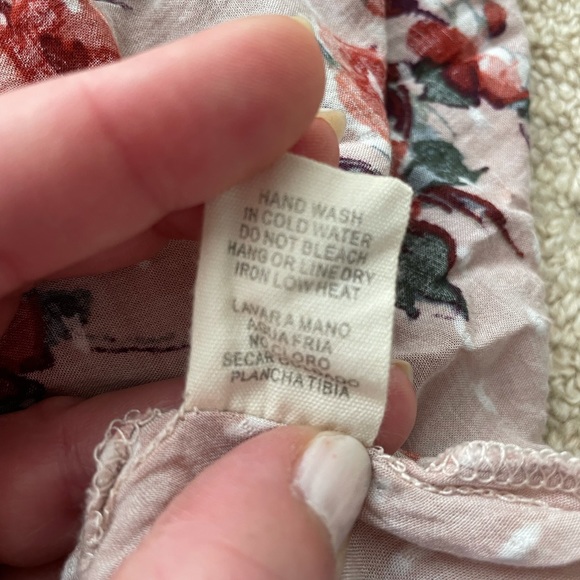 HAND WASH
IN COLD WATER
DO NOT BLEACH
HANG OR LINE DRY
IRON LOW HEAT
LAVAR A MANO
AGUA FRIA
NO CLORO
SECAR
PLANCHA TIBIA